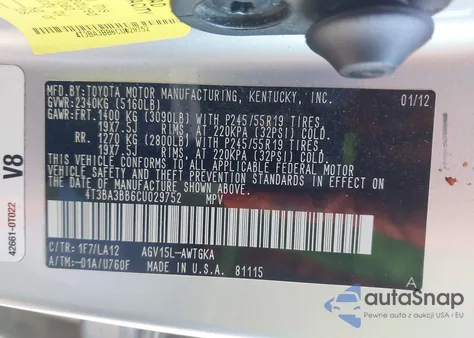 4T3BA3BB6CU029752
MFD.BY:TOYOTA MOTOR MANUFACTURING, KENTUCKY, INC.
GVWR: 2340KG (5160LB) 01/12
GAWR:FRT. 1400 KG (3090LB) WITH P245/55R19 TIRES,
19X7.5J RIMS, AT 220KPA (32PSI) COLD.
RR. 1270 KG (2800LB) WITH P245/55R19 TIRES,
19X7.5J RIMS, AT 220KPA (32PSI) COLD.
THIS VEHICLE CONFORMS TO ALL APPLICABLE FEDERAL MOTOR
VEHICLE SAFETY STANDARDS IN EFFECT ON
THE DATE OF MANUFACTURE SHOWN ABOVE.
4T3BA3BB6CU029752 MPV
C/TR: 1F7/LA12 AGV15L-AWTGKA
A/TM:-01A/U760F MADE IN U.S.A. 81115
42661-0T022 V8
A
autoSnap
Pewne auta z aukcji USA i EU